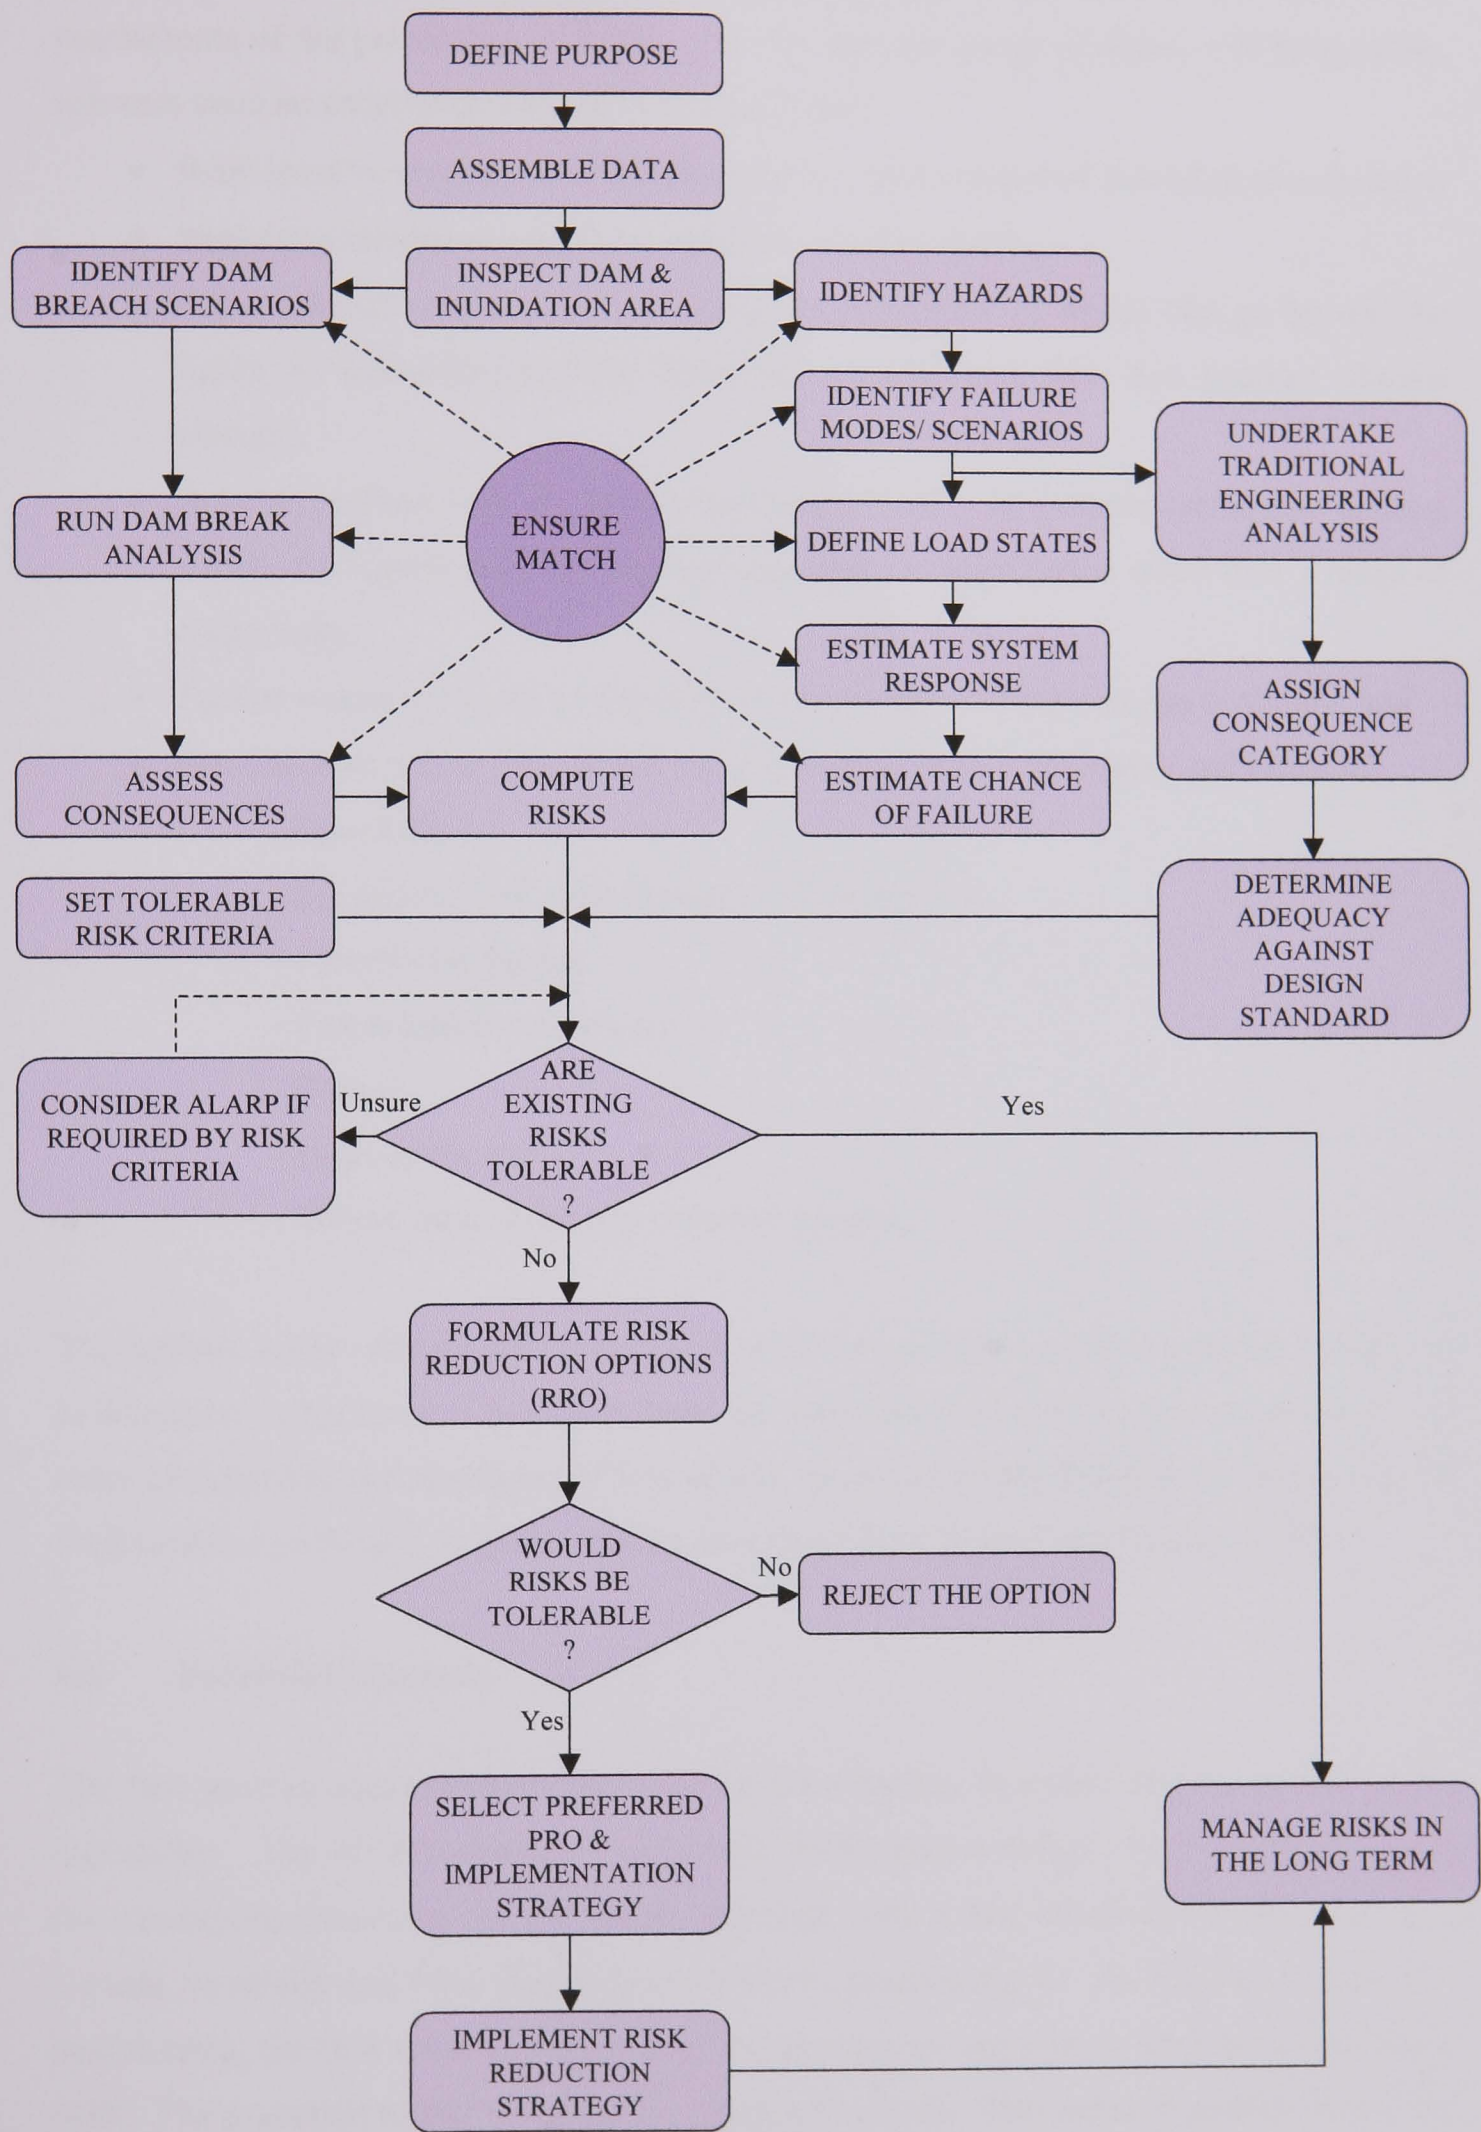 DEFINE PURPOSE
ASSEMBLE DATA
IDENTIFY DAM
BREACH SCENARIOS
INSPECT DAM &
INUNDATION AREA
IDENTIFY HAZARDS
IDENTIFY FAILURE
MODES/ SCENARIOS
UNDERTAKE
TRADITIONAL
ENGINEERING
ANALYSIS
RUN DAM BREAK
ANALYSIS
ENSURE
MATCH
DEFINE LOAD STATES
ESTIMATE SYSTEM
RESPONSE
ASSIGN
CONSEQUENCE
CATEGORY
ASSESS
CONSEQUENCES
COMPUTE
RISKS
ESTIMATE CHANCE
OF FAILURE
SET TOLERABLE
RISK CRITERIA
DETERMINE
ADEQUACY
AGAINST
DESIGN
STANDARD
CONSIDER ALARP IF
REQUIRED BY RISK
CRITERIA
Unsure
ARE
EXISTING
RISKS
TOLERABLE
?
Yes
No
FORMULATE RISK
REDUCTION OPTIONS
(RRO)
WOULD
RISKS BE
TOLERABLE
?
No
REJECT THE OPTION
Yes
SELECT PREFERRED
PRO &
IMPLEMENTATION
STRATEGY
MANAGE RISKS IN
THE LONG TERM
IMPLEMENT RISK
REDUCTION
STRATEGY